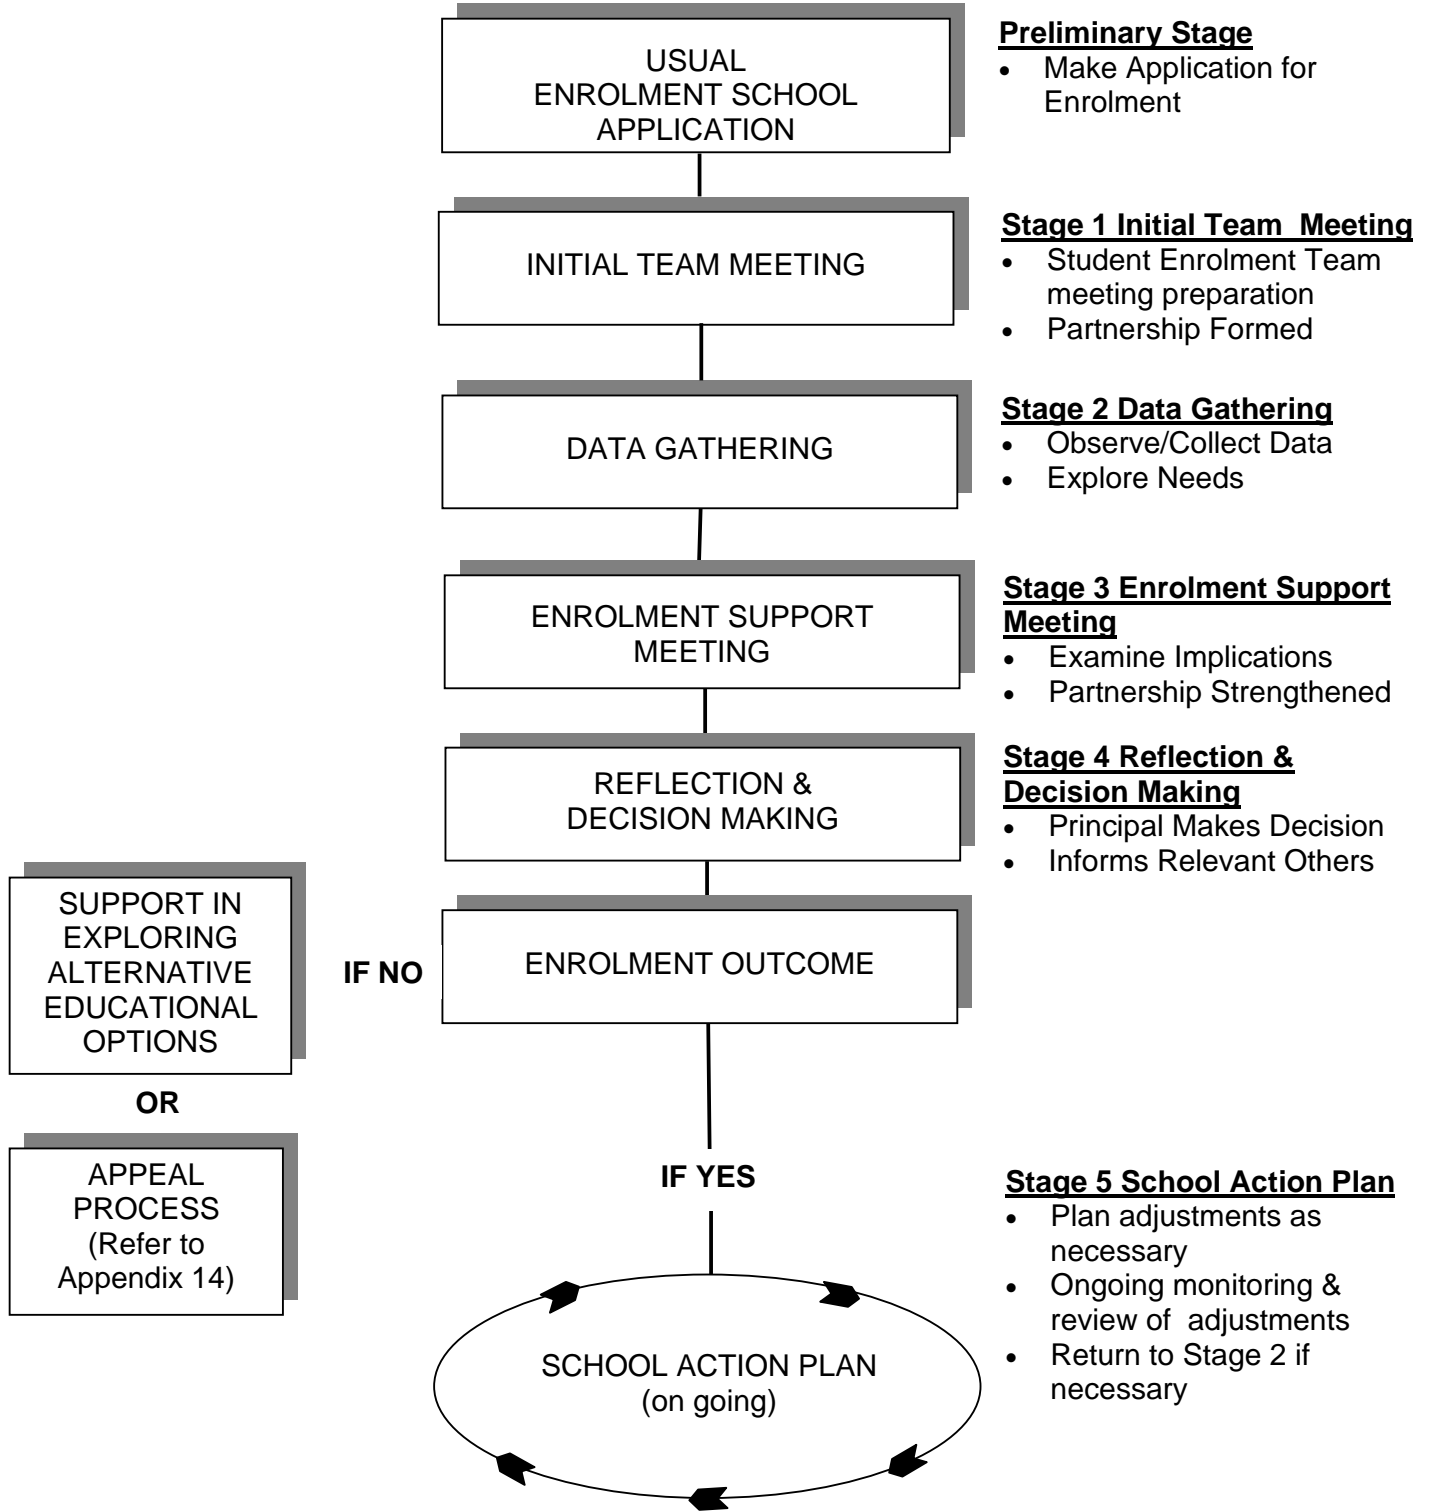 USUAL
ENROLMENT SCHOOL
APPLICATION
Preliminary Stage
• Make Application for
Enrolment
INITIAL TEAM MEETING
Stage 1 Initial Team  Meeting
• Student Enrolment Team
meeting preparation
• Partnership Formed
DATA GATHERING
Stage 2 Data Gathering
• Observe/Collect Data
• Explore Needs
ENROLMENT SUPPORT
MEETING
Stage 3 Enrolment Support
Meeting
• Examine Implications
• Partnership Strengthened
REFLECTION &
DECISION MAKING
Stage 4 Reflection &
Decision Making
• Principal Makes Decision
• Informs Relevant Others
ENROLMENT OUTCOME
IF NO
SUPPORT IN
EXPLORING
ALTERNATIVE
EDUCATIONAL
OPTIONS
OR
APPEAL
PROCESS
(Refer to
Appendix 14)
IF YES
SCHOOL ACTION PLAN
(on going)
Stage 5 School Action Plan
• Plan adjustments as
necessary
• Ongoing monitoring &
review of  adjustments
• Return to Stage 2 if
necessary